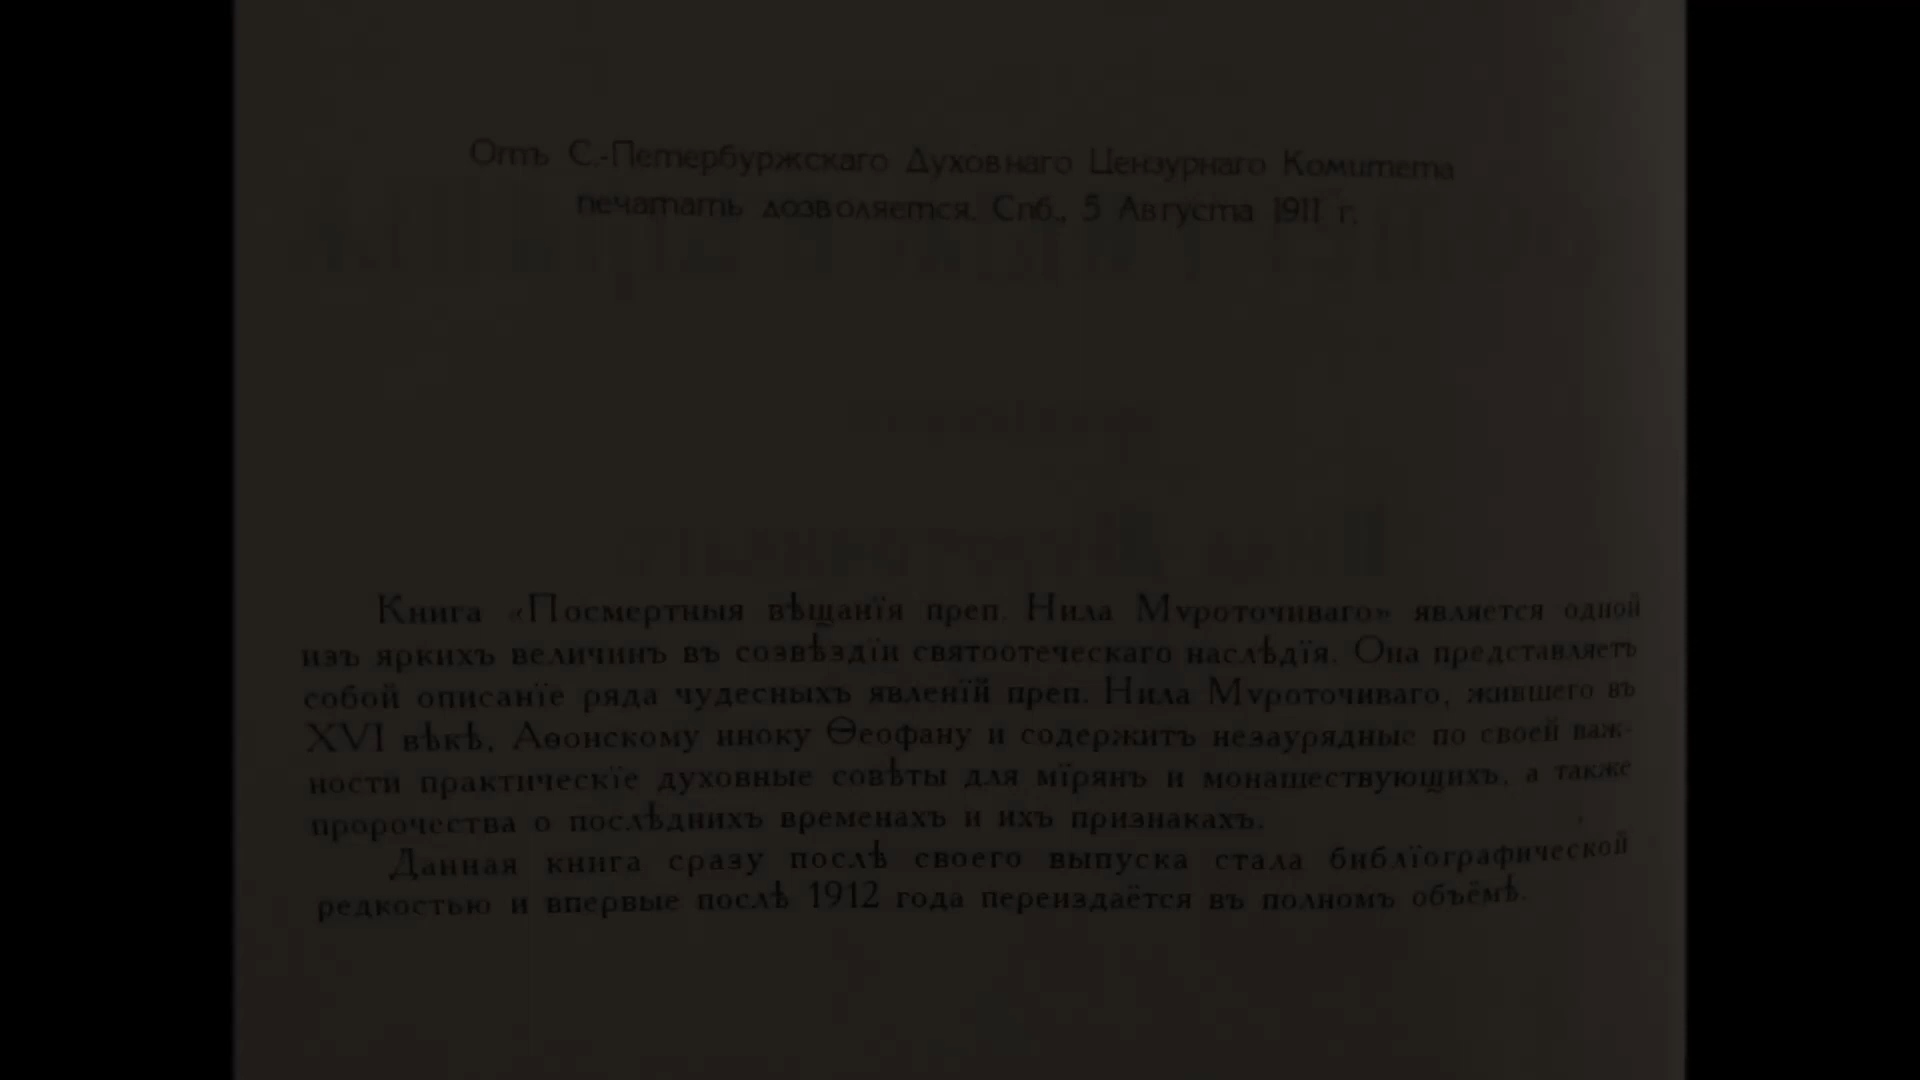 Отъ С.-Петербуржскаго Духовнаго Цензурнаго Комитета
печатать дозволяется. Спб., 5 Августа 1911 г.
Книга «Посмертныя вѣщанія преп. Нила Мѵроточиваго» является одной
изъ яркихъ величинъ въ созвѣздіи святоотеческаго наслѣдія. Она представляетъ
собой описаніе ряда чудесныхъ явленій преп. Нила Мѵроточиваго, жившего въ
XVI вѣкѣ, Аѳонскому иноку Ѳеофану и содержитъ незаурядные по своей важ-
ности практическіе духовные совѣты для мірянъ и монашествующихъ, а также
пророчества о послѣднихъ временахъ и ихъ признакахъ.
Данная книга сразу послѣ своего выпуска стала библіографической
редкостью и впервые послѣ 1912 года переиздаётся въ полномъ объёмѣ.